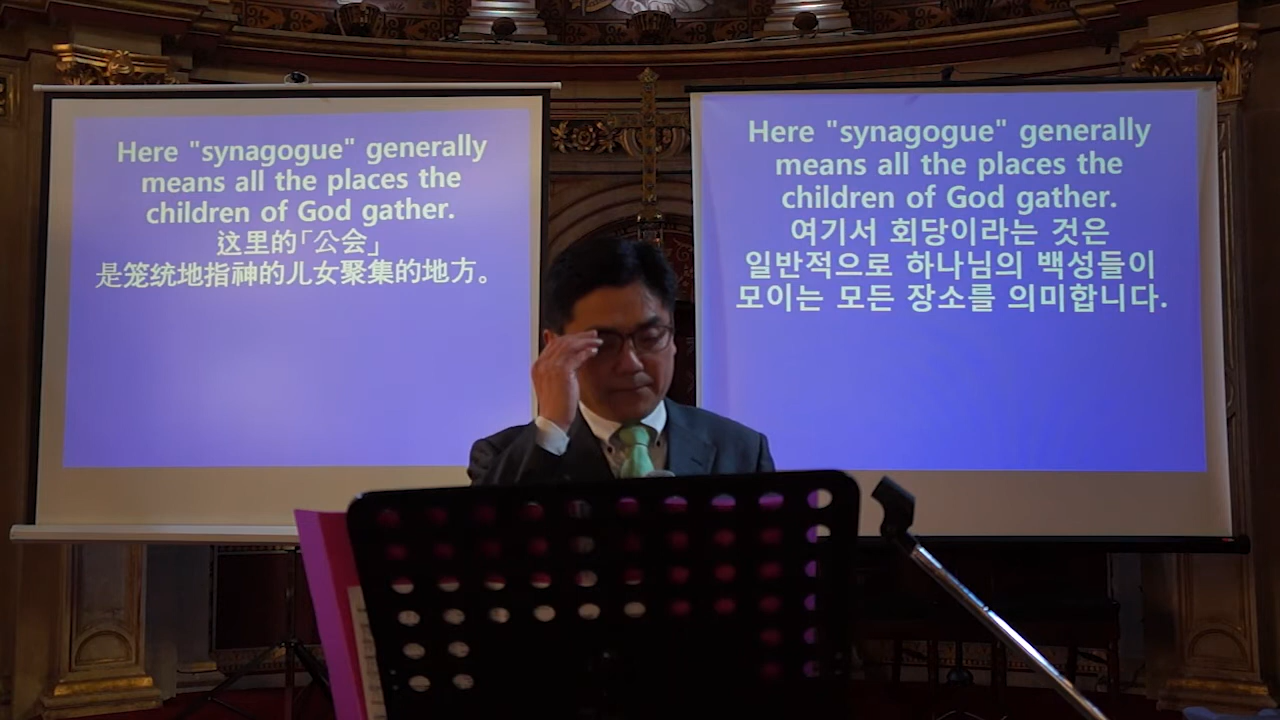 Here "synagogue" generally
means all the places the
children of God gather.
这里的「公会」
是笼统地指神的儿女聚集的地方。
Here "synagogue" generally
means all the places the
children of God gather.
여기서 회당이라는 것은
일반적으로 하나님의 백성들이
모이는 모든 장소를 의미합니다.